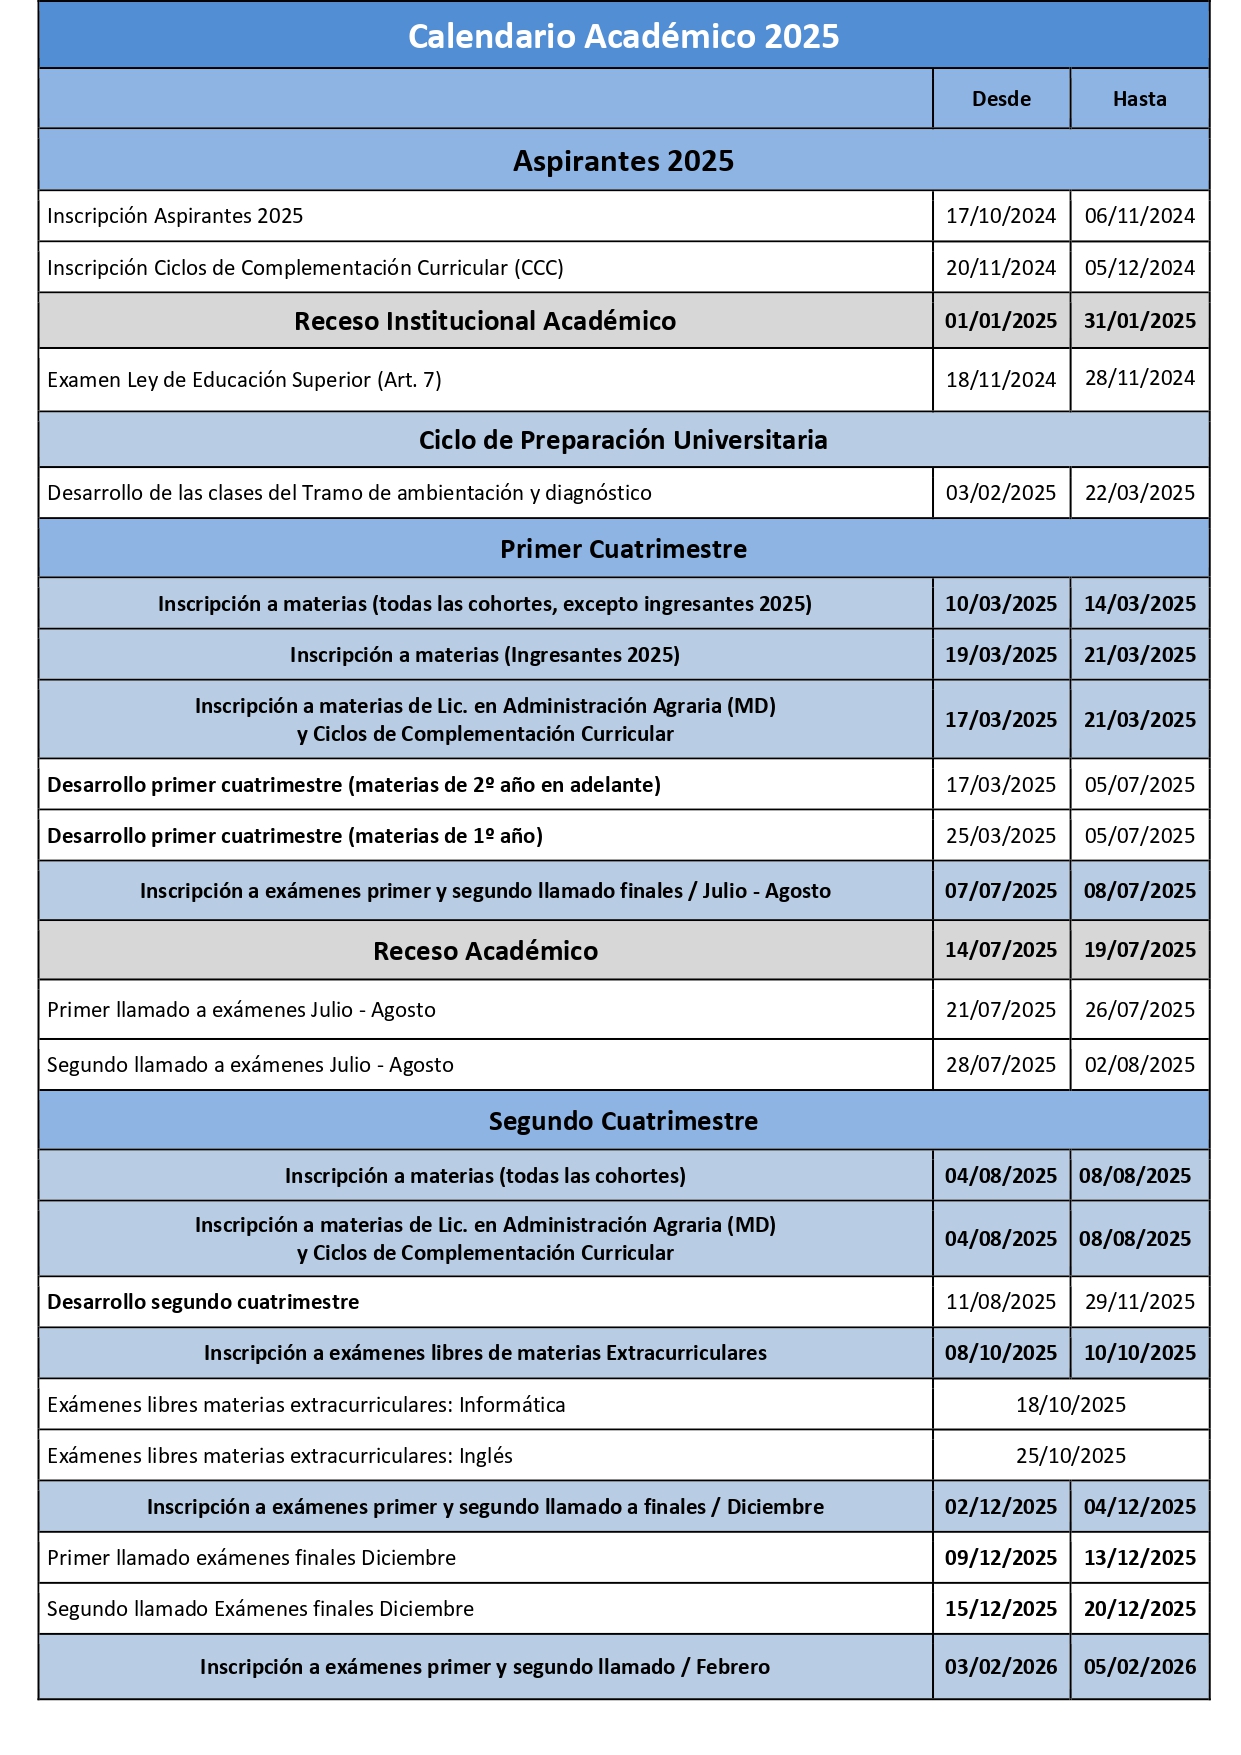 Calendario Académico 2025
Desde Hasta
Aspirantes 2025
Inscripción Aspirantes 2025 17/10/2024 06/11/2024
Inscripción Ciclos de Complementación Curricular (CCC) 20/11/2024 05/12/2024
Receso Institucional Académico 01/01/2025 31/01/2025
Examen Ley de Educación Superior (Art. 7) 18/11/2024 28/11/2024
Ciclo de Preparación Universitaria
Desarrollo de las clases del Tramo de ambientación y diagnóstico 03/02/2025 22/03/2025
Primer Cuatrimestre
Inscripción a materias (todas las cohortes, excepto ingresantes 2025) 10/03/2025 14/03/2025
Inscripción a materias (Ingresantes 2025) 19/03/2025 21/03/2025
Inscripción a materias de Lic. en Administración Agraria (MD)
y Ciclos de Complementación Curricular 17/03/2025 21/03/2025
Desarrollo primer cuatrimestre (materias de 2º año en adelante) 17/03/2025 05/07/2025
Desarrollo primer cuatrimestre (materias de 1º año) 25/03/2025 05/07/2025
Inscripción a exámenes primer y segundo llamado finales / Julio - Agosto 07/07/2025 08/07/2025
Receso Académico 14/07/2025 19/07/2025
Primer llamado a exámenes Julio - Agosto 21/07/2025 26/07/2025
Segundo llamado a exámenes Julio - Agosto 28/07/2025 02/08/2025
Segundo Cuatrimestre
Inscripción a materias (todas las cohortes) 04/08/2025 08/08/2025
Inscripción a materias de Lic. en Administración Agraria (MD)
y Ciclos de Complementación Curricular 04/08/2025 08/08/2025
Desarrollo segundo cuatrimestre 11/08/2025 29/11/2025
Inscripción a exámenes libres de materias Extracurriculares 08/10/2025 10/10/2025
Exámenes libres materias extracurriculares: Informática 18/10/2025
Exámenes libres materias extracurriculares: Inglés 25/10/2025
Inscripción a exámenes primer y segundo llamado a finales / Diciembre 02/12/2025 04/12/2025
Primer llamado exámenes finales Diciembre 09/12/2025 13/12/2025
Segundo llamado Exámenes finales Diciembre 15/12/2025 20/12/2025
Inscripción a exámenes primer y segundo llamado / Febrero 03/02/2026 05/02/2026